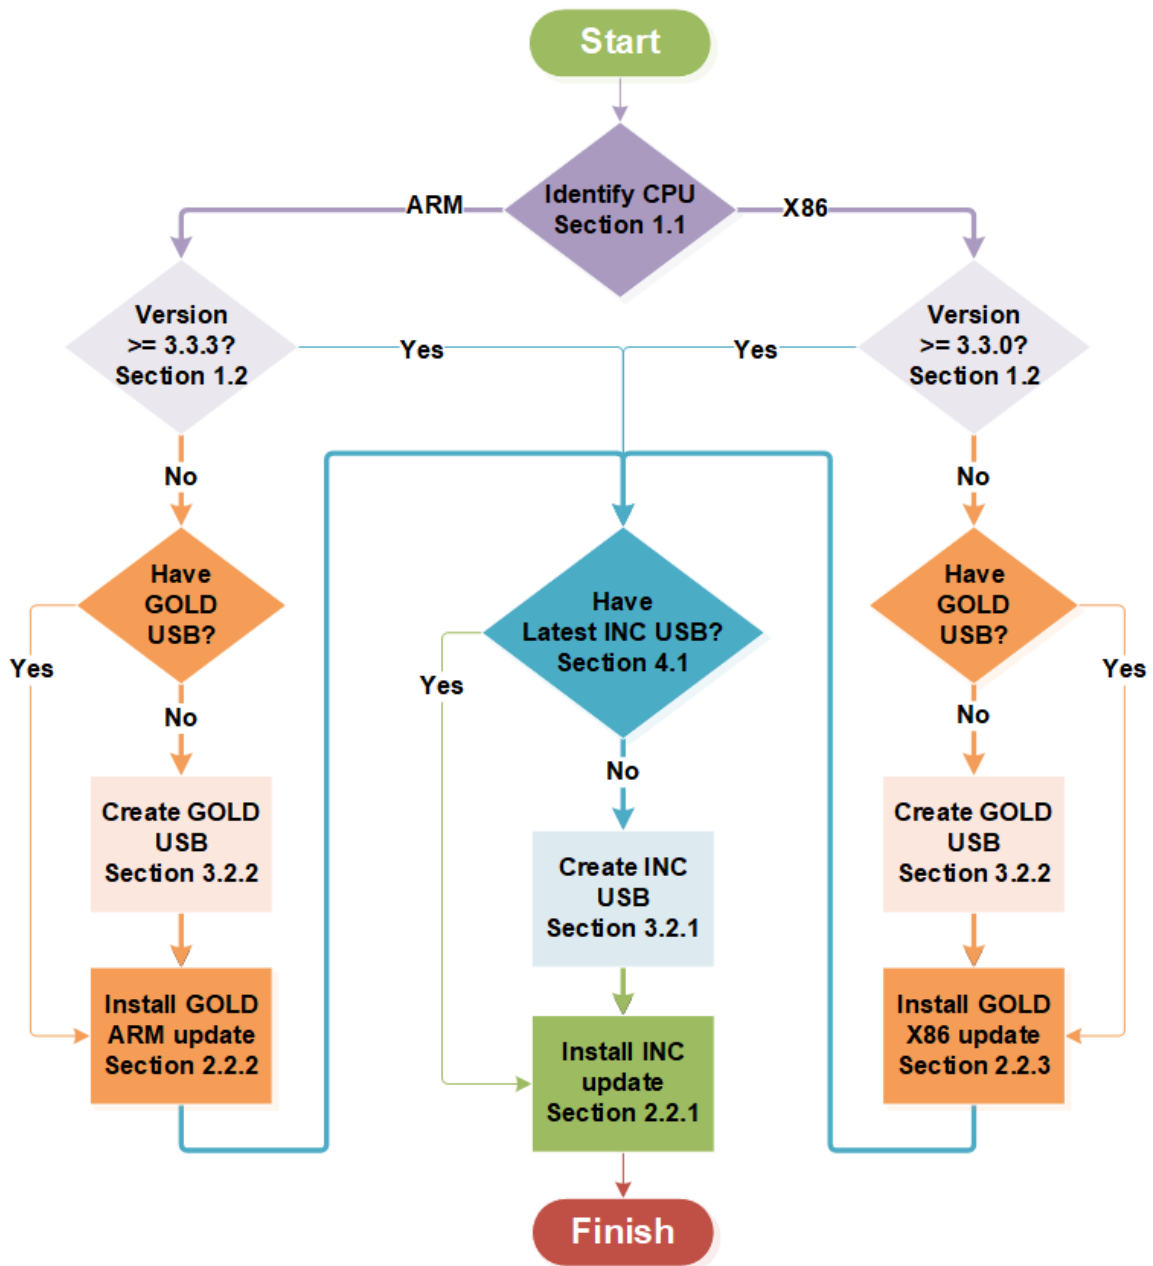 Start
Identify CPU
Section 1.1
ARM
X86
Version
>= 3.3.3?
Section 1.2
Yes
Yes
Version
>= 3.3.0?
Section 1.2
No
No
Have
GOLD
USB?
Have
Latest INC USB?
Section 4.1
Have
GOLD
USB?
Yes
Yes
Yes
No
No
No
Create GOLD
USB
Section 3.2.2
Create INC
USB
Section 3.2.1
Create GOLD
USB
Section 3.2.2
Install GOLD
ARM update
Section 2.2.2
Install INC
update
Section 2.2.1
Install GOLD
X86 update
Section 2.2.3
Finish